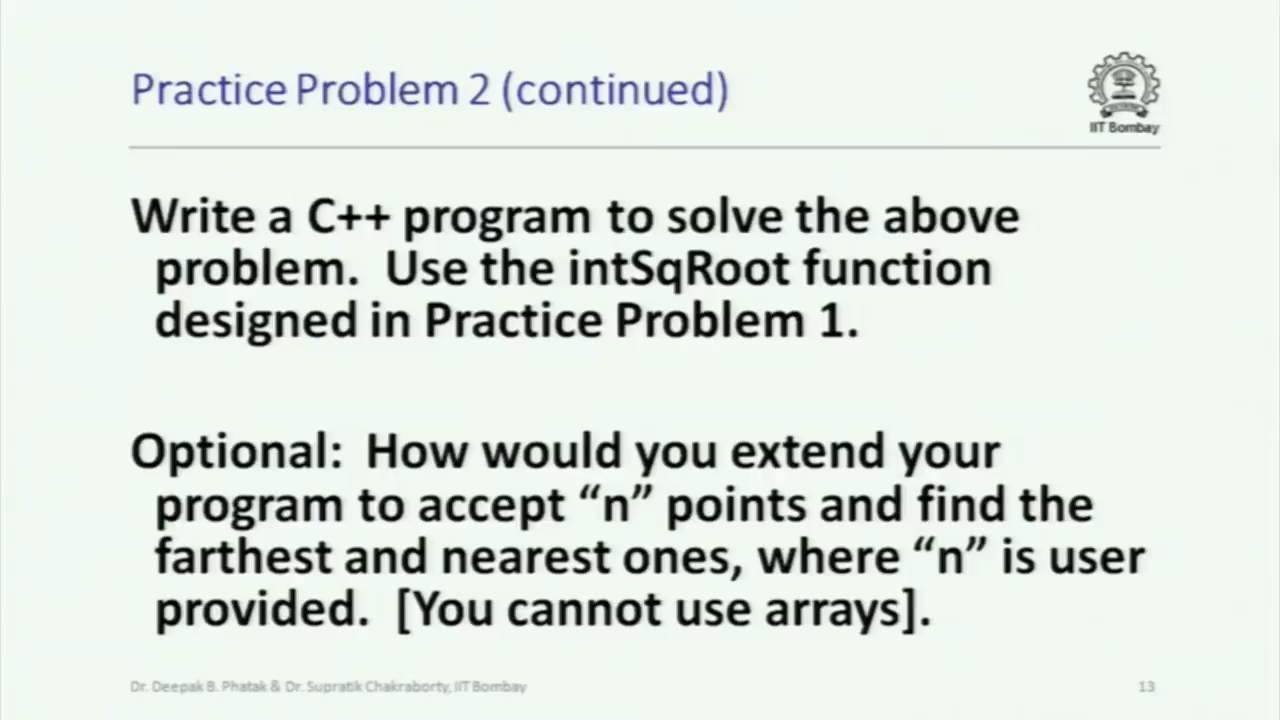 Practice Problem 2 (continued)
IIT Bombay
Write a C++ program to solve the above
problem. Use the intSqRoot function
designed in Practice Problem 1.
Optional: How would you extend your
program to accept “n” points and find the
farthest and nearest ones, where “n” is user
provided. [You cannot use arrays].
Dr. Deepak B. Phatak & Dr. Supratik Chakraborty, IIT Bombay
13